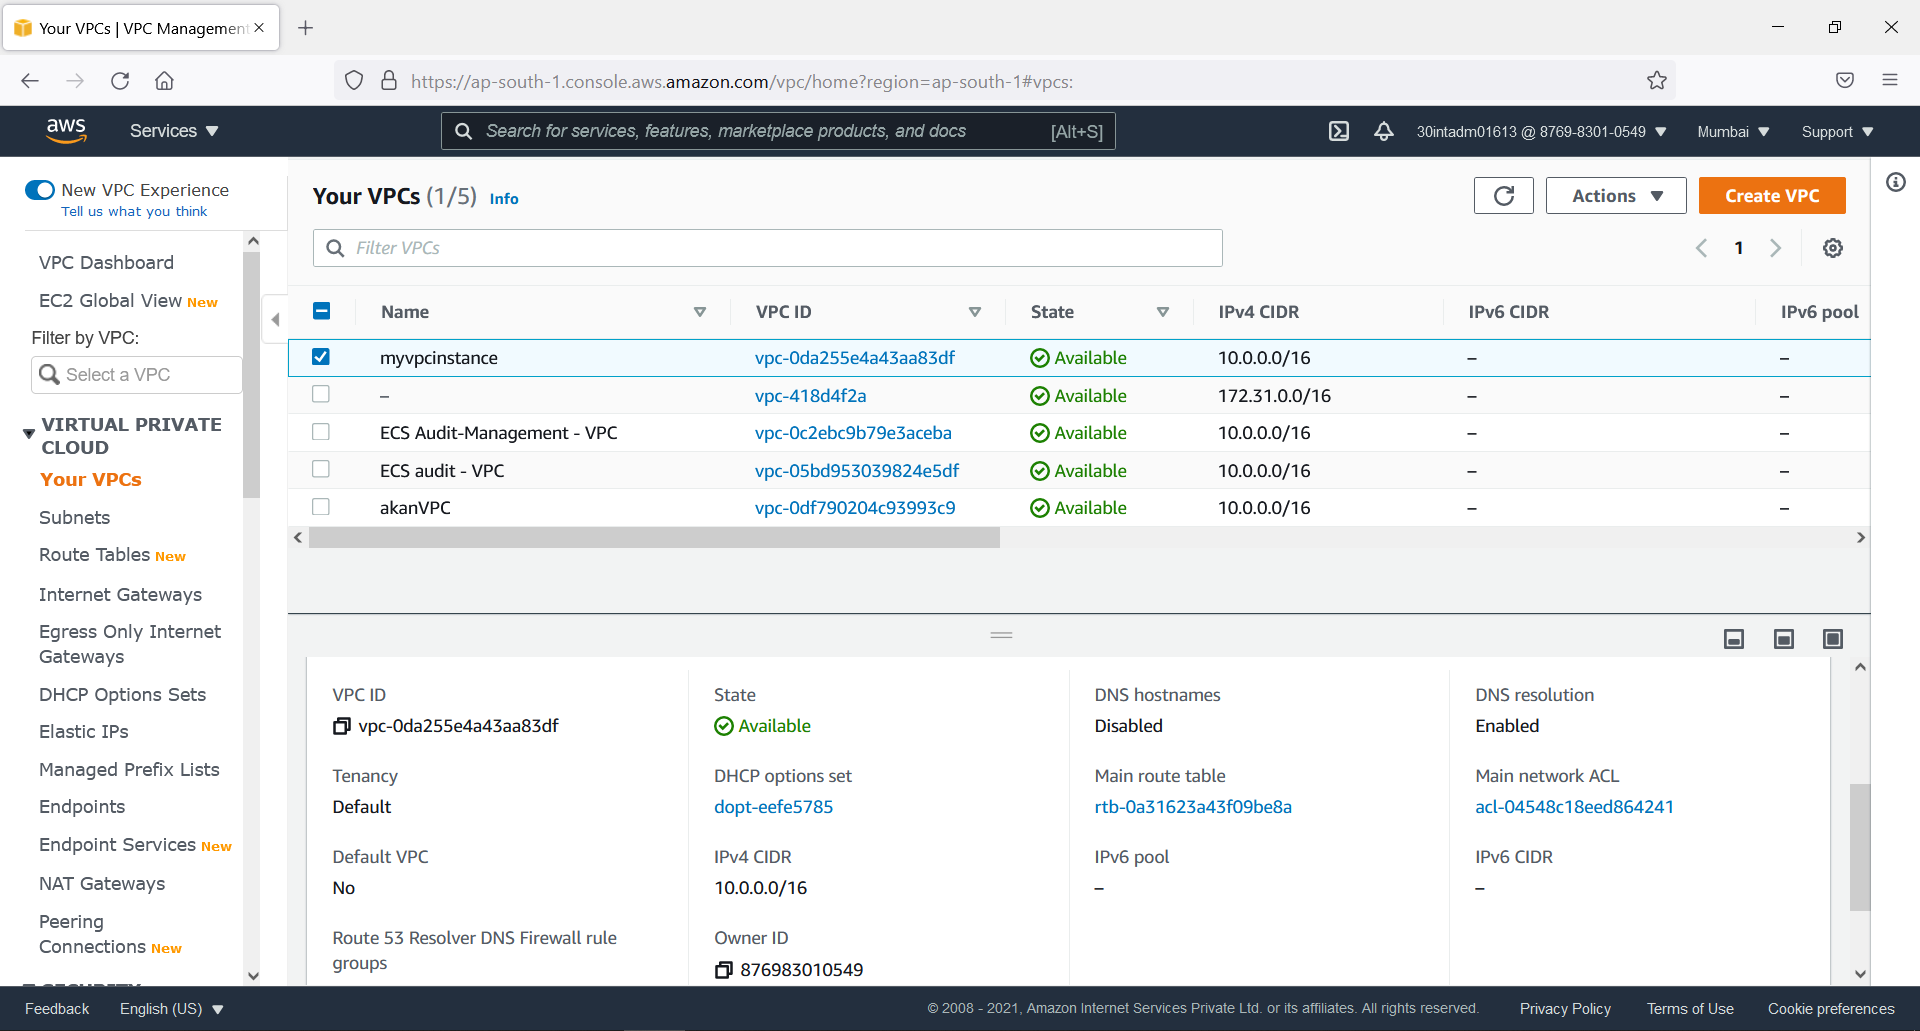 Your VPCs | VPC Management
https://ap-south-1.console.aws.amazon.com/vpc/home?region=ap-south-1#vpcs:
aws
Services
Search for services, features, marketplace products, and docs [Alt+S]
30intadm01613 @ 8769-8301-0549
Mumbai
Support
New VPC Experience
Tell us what you think
VPC Dashboard
EC2 Global View New
Filter by VPC:
Select a VPC
VIRTUAL PRIVATE
CLOUD
Your VPCs
Subnets
Route Tables New
Internet Gateways
Egress Only Internet
Gateways
DHCP Options Sets
Elastic IPs
Managed Prefix Lists
Endpoints
Endpoint Services New
NAT Gateways
Peering
Connections New
SECURITY
Your VPCs (1/5) Info
Actions
Create VPC
Filter VPCs
1
Name VPC ID State IPv4 CIDR IPv6 CIDR IPv6 pool
myvpcinstance vpc-0da255e4a43aa83df Available 10.0.0.0/16 – –
– vpc-418d4f2a Available 172.31.0.0/16 – –
ECS Audit-Management - VPC vpc-0c2ebc9b79e3aceba Available 10.0.0.0/16 – –
ECS audit - VPC vpc-05bd953039824e5df Available 10.0.0.0/16 – –
akanVPC vpc-0df790204c93993c9 Available 10.0.0.0/16 – –
VPC ID State DNS hostnames DNS resolution
vpc-0da255e4a43aa83df Available Disabled Enabled
Tenancy DHCP options set Main route table Main network ACL
Default dopt-eefe5785 rtb-0a31623a43f09be8a acl-04548c18eed864241
Default VPC IPv4 CIDR IPv6 pool IPv6 CIDR
No 10.0.0.0/16 – –
Route 53 Resolver DNS Firewall rule
groups
Owner ID
876983010549
Feedback
English (US)
© 2008 - 2021, Amazon Internet Services Private Ltd. or its affiliates. All rights reserved.
Privacy Policy
Terms of Use
Cookie preferences